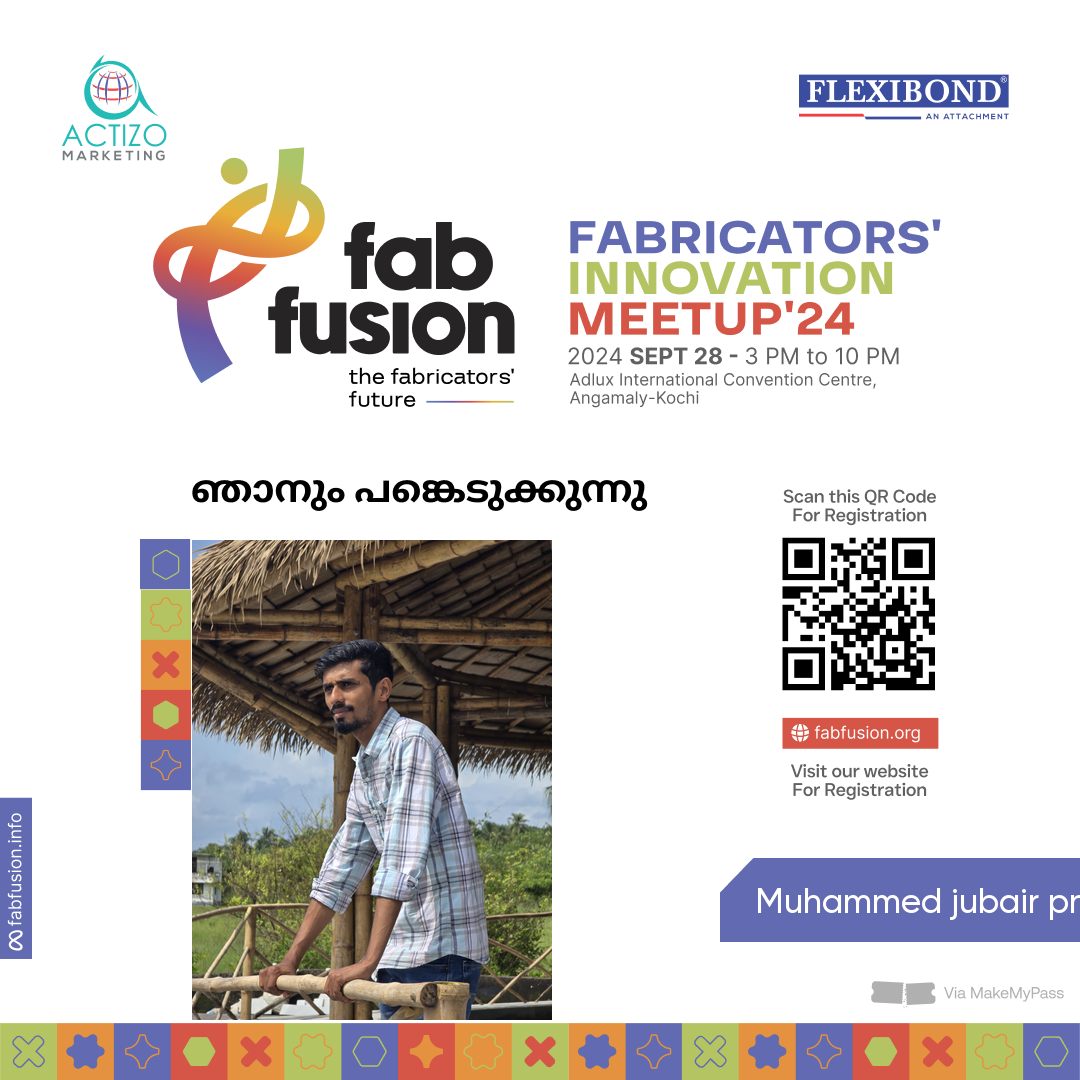 ACTIZO
MARKETING
FLEXIBOND®
AN ATTACHMENT
fab
fusion
the fabricators'
future
FABRICATORS'
INNOVATION
MEETUP'24
2024 SEPT 28 - 3 PM to 10 PM
Adlux International Convention Centre,
Angamaly-Kochi
ഞാനും പങ്കെടുക്കുന്നു
Scan this QR Code
For Registration
fabfusion.org
Visit our website
For Registration
fabfusion.info
Muhammed jubair pr
Via MakeMyPass